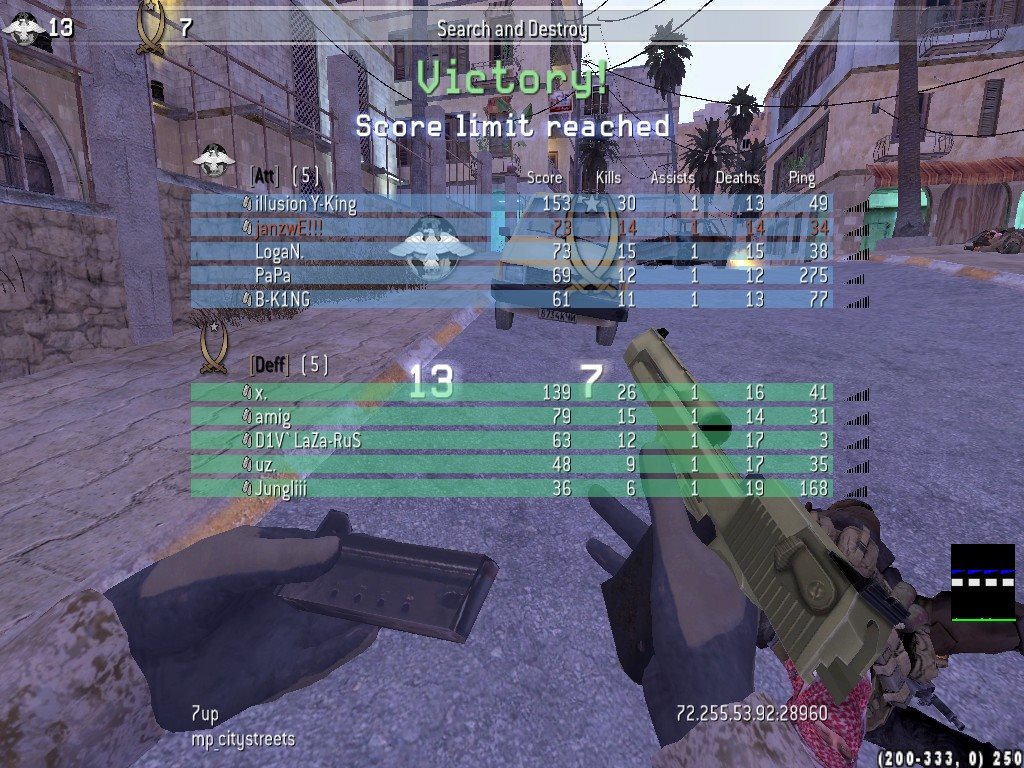 13 7 Search and Destroy
Victory!
Score limit reached
[Att] ( 5 ) Score Kills Assists Deaths Ping
illusion Y-King 153 30 1 13 49
janzwE!!! 73 14 1 14 34
LogaN. 73 15 1 15 38
PaPa 69 12 1 12 275
B-K1NG 61 11 1 13 77
[Deff] ( 5 )
13 7
x. 139 26 1 16 41
amig 79 15 1 14 31
D1V`LaZa-RuS 63 12 1 17 3
uz. 48 9 1 17 35
Jungliii 36 6 1 19 168
7up 72.255.53.92:28960
mp_citystreets
(200-333, 0) 250